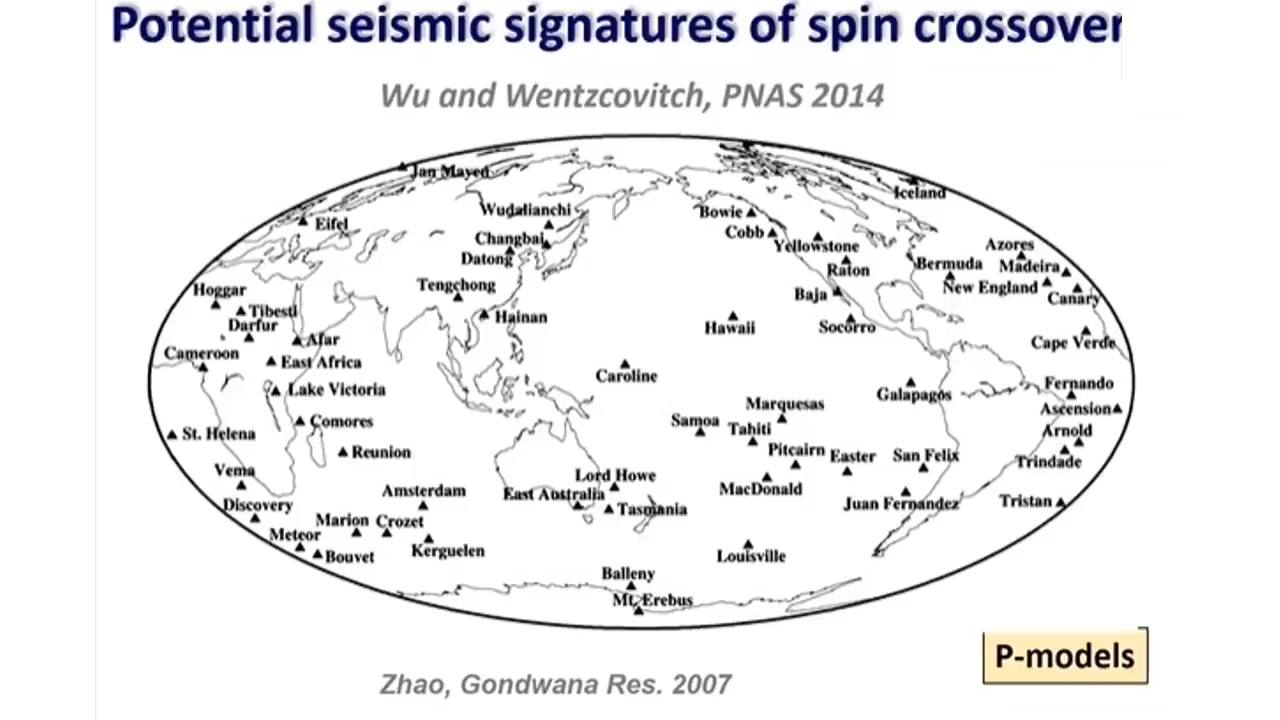 Potential seismic signatures of spin crossover
Wu and Wentzcovitch, PNAS 2014
Jan Mayed
Iceland
Wudalianchi
Bowie
Eifel
Cobb
Changbai
Yellowstone
Azores
Datong
Bermuda
Madeira
Raton
Tengchong
New England
Hoggar
Baja
Canary
Tibesti
Hainan
Darfur
Hawaii
Socorro
Afar
Cape Verde
Cameroon
East Africa
Caroline
Fernando
Lake Victoria
Galapagos
Marquesas
Ascension
Comores
Samoa
Tahiti
Arnold
St. Helena
Reunion
Pitcairn
Easter
San Felix
Trindade
Vema
Lord Howe
MacDonald
Amsterdam
East Australia
Discovery
Juan Fernandez
Tristan
Tasmania
Marion
Crozet
Meteor
Bouvet
Kerguelen
Louisville
Balleny
Mt. Erebus
P-models
Zhao, Gondwana Res. 2007